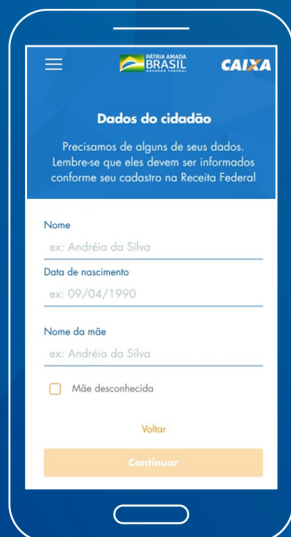 PÁTRIA AMADA
BRASIL
GOVERNO FEDERAL
CAIXA
Dados do cidadão
Precisamos de alguns de seus dados.
Lembre-se que eles devem ser informados
conforme seu cadastro na Receita Federal
Nome
ex: Andréia da Silva
Data de nascimento
ex: 09/04/1990
Nome da mãe
ex: Andréia da Silva
Mãe desconhecida
Voltar
Continuar